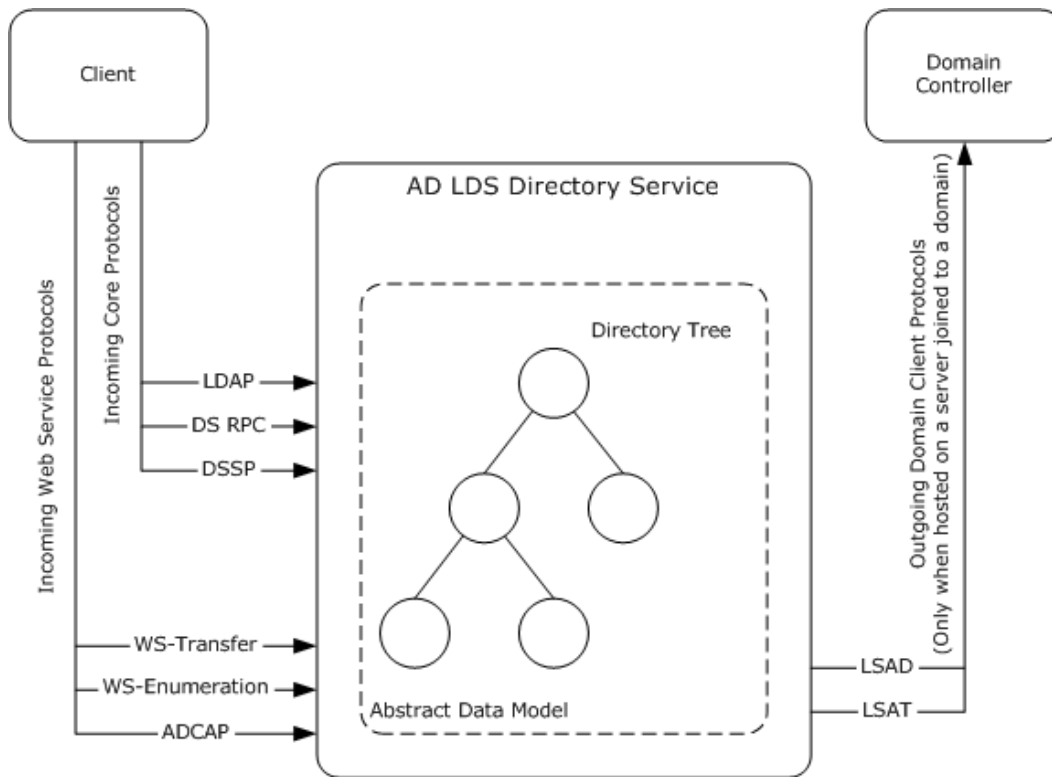 Client
Domain
Controller
AD LDS Directory Service
Incoming Web Service Protocols
Incoming Core Protocols
LDAP
DS RPC
DSSP
WS-Transfer
WS-Enumeration
ADCAP
Directory Tree
Abstract Data Model
Outgoing Domain Client Protocols
(Only when hosted on a server joined to a domain)
LSAD
LSAT